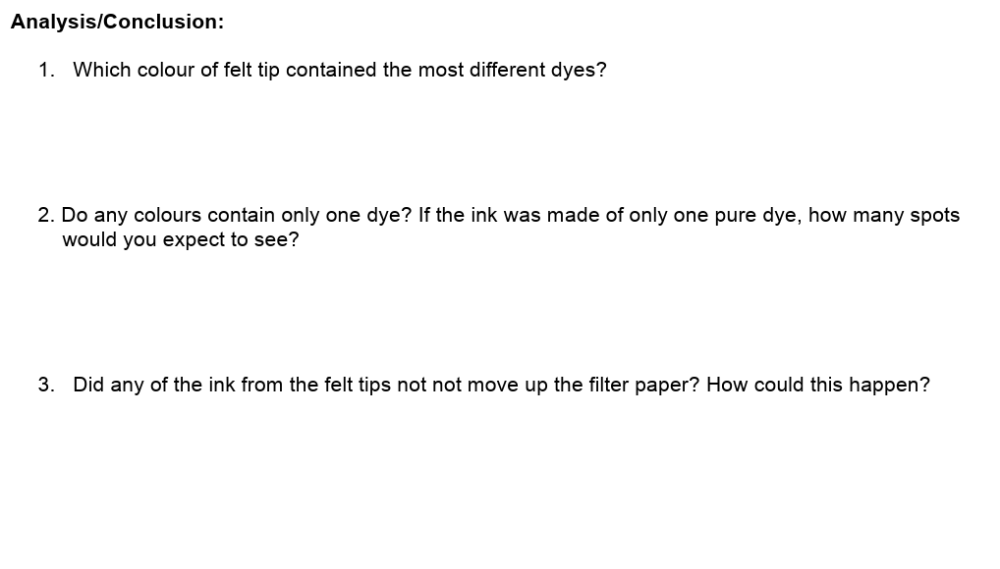 Analysis/Conclusion:
1. Which colour of felt tip contained the most different dyes?
2. Do any colours contain only one dye? If the ink was made of only one pure dye, how many spots
would you expect to see?
3. Did any of the ink from the felt tips not not move up the filter paper? How could this happen?